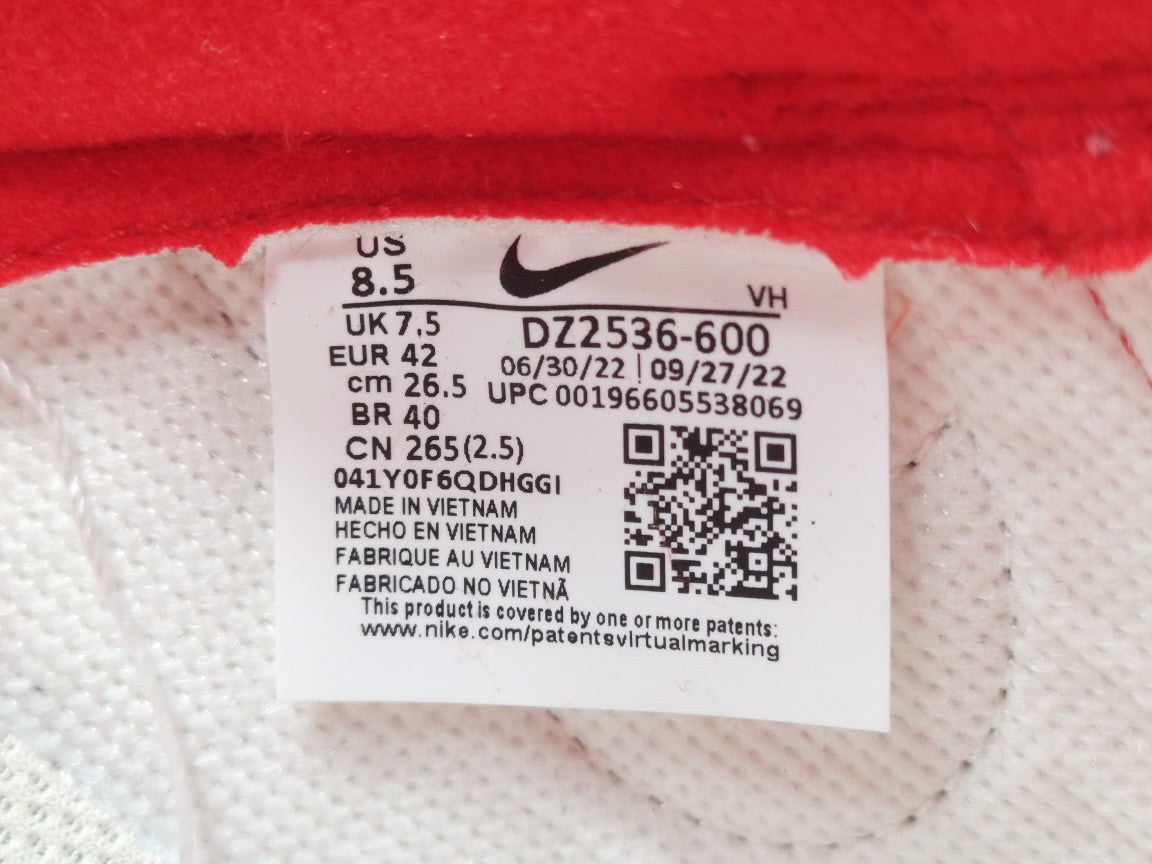 US
8.5
VH
UK 7.5
DZ2536-600
EUR 42
06/30/22 | 09/27/22
cm 26.5
UPC 00196605538069
BR 40
CN 265(2.5)
041Y0F6QDHGGI
MADE IN VIETNAM
HECHO EN VIETNAM
FABRIQUE AU VIETNAM
FABRICADO NO VIETNÃ
This product is covered by one or more patents:
www.nike.com/patentsvirtualmarking